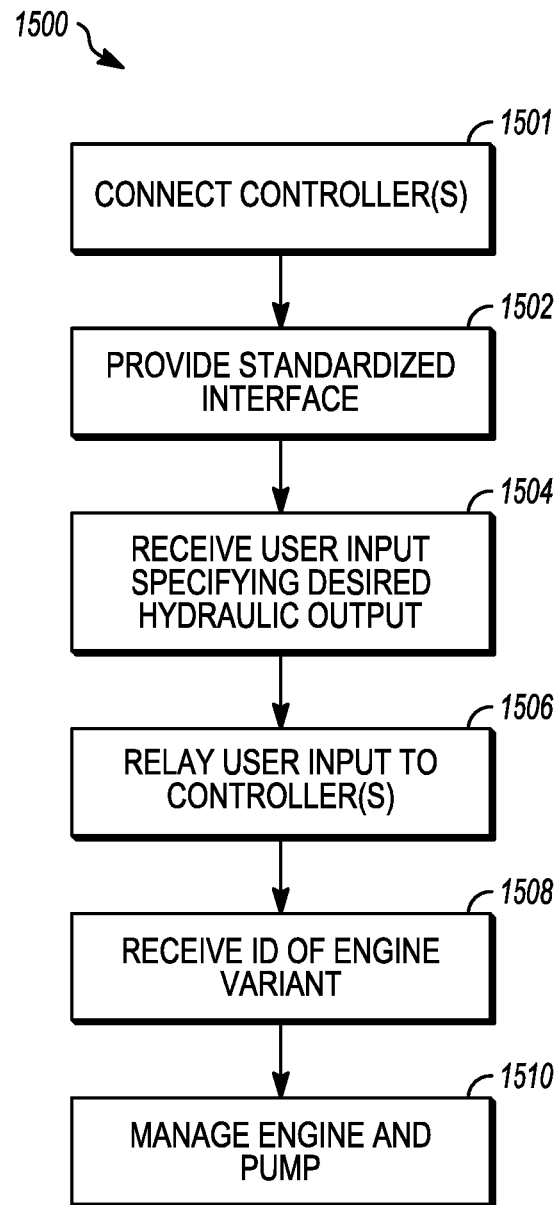 1500
1501
CONNECT CONTROLLER(S)
1502
PROVIDE STANDARDIZED
INTERFACE
1504
RECEIVE USER INPUT
SPECIFYING DESIRED
HYDRAULIC OUTPUT
1506
RELAY USER INPUT TO
CONTROLLER(S)
1508
RECEIVE ID OF ENGINE
VARIANT
1510
MANAGE ENGINE AND
PUMP